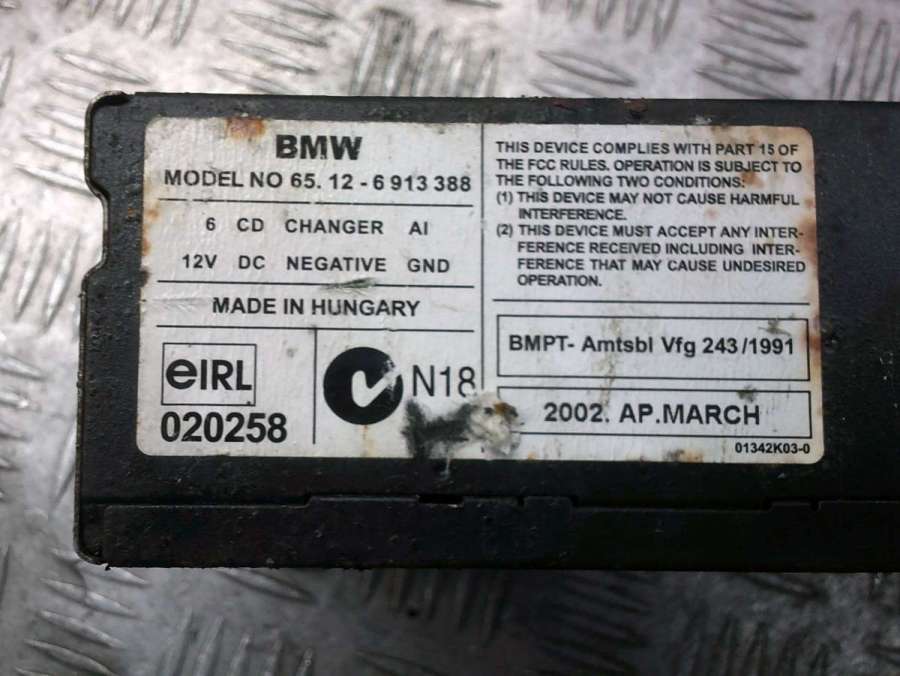 BMW
MODEL NO 65. 12 - 6 913 388
6 CD CHANGER AI
12V DC NEGATIVE GND
MADE IN HUNGARY
eIRL
020258
N18
THIS DEVICE COMPLIES WITH PART 15 OF
THE FCC RULES. OPERATION IS SUBJECT TO
THE FOLLOWING TWO CONDITIONS:
(1) THIS DEVICE MAY NOT CAUSE HARMFUL
INTERFERENCE.
(2) THIS DEVICE MUST ACCEPT ANY INTER-
FERENCE RECEIVED INCLUDING INTER-
FERENCE THAT MAY CAUSE UNDESIRED
OPERATION.
BMPT- Amtsbl Vfg 243/1991
2002. AP.MARCH
01342K03-0